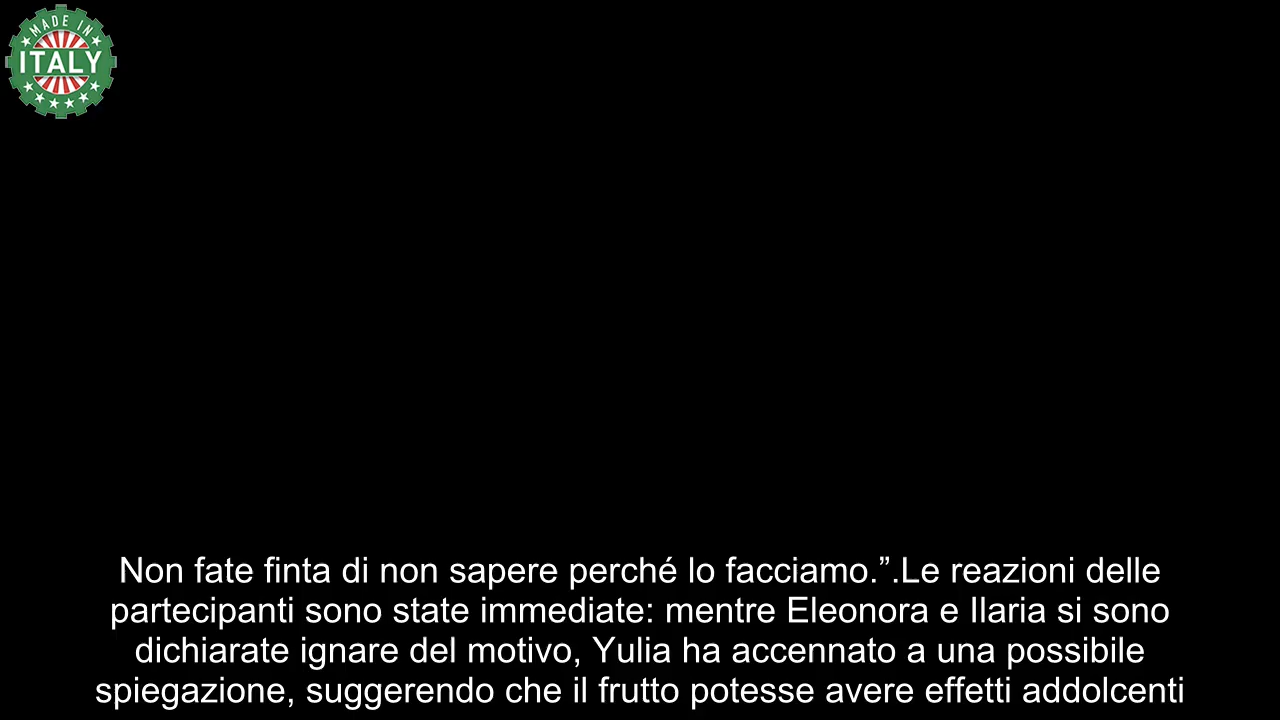 MADE IN
ITALY
Non fate finta di non sapere perché lo facciamo.”.Le reazioni delle
partecipanti sono state immediate: mentre Eleonora e Ilaria si sono
dichiarate ignare del motivo, Yulia ha accennato a una possibile
spiegazione, suggerendo che il frutto potesse avere effetti addolcenti